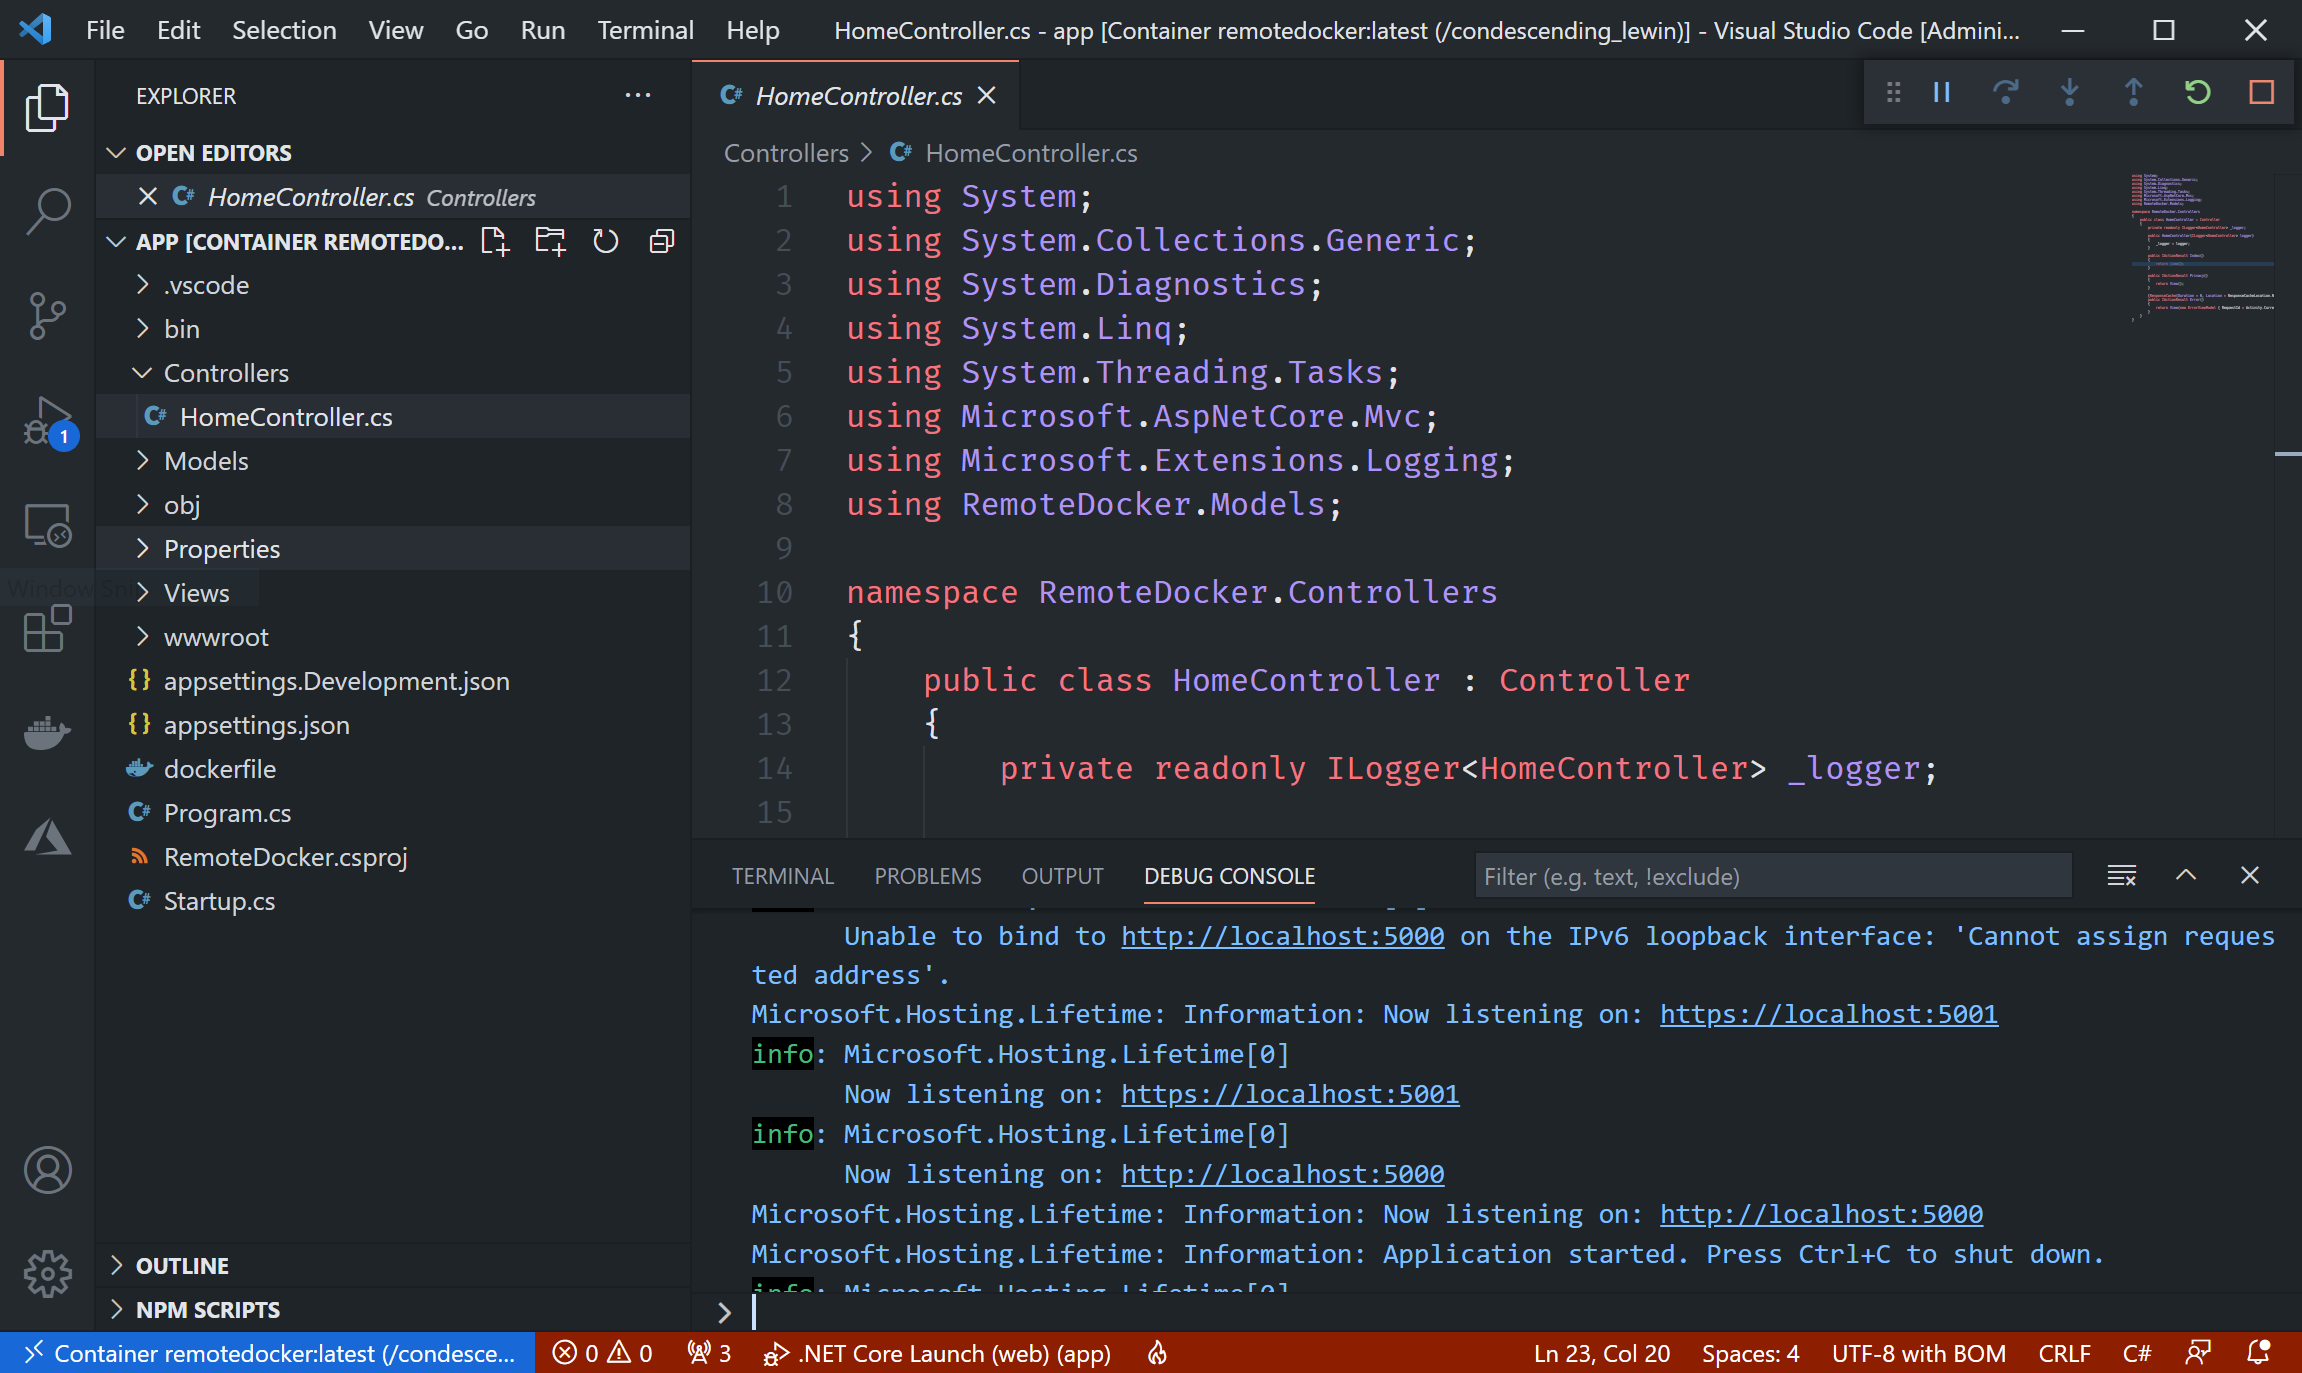 File Edit Selection View Go Run Terminal Help HomeController.cs - app [Container remotedocker:latest (/condescending_lewin)] - Visual Studio Code [Admini...
EXPLORER
OPEN EDITORS
HomeController.cs Controllers
APP [CONTAINER REMOTEDO...
.vscode
bin
Controllers
C# HomeController.cs
Models
obj
Properties
Views
wwwroot
{} appsettings.Development.json
{} appsettings.json
dockerfile
C# Program.cs
RemoteDocker.csproj
C# Startup.cs
OUTLINE
NPM SCRIPTS
1
C# HomeController.cs
Controllers > C# HomeController.cs
1 using System;
2 using System.Collections.Generic;
3 using System.Diagnostics;
4 using System.Linq;
5 using System.Threading.Tasks;
6 using Microsoft.AspNetCore.Mvc;
7 using Microsoft.Extensions.Logging;
8 using RemoteDocker.Models;
9
10 namespace RemoteDocker.Controllers
11 {
12 public class HomeController : Controller
13 {
14 private readonly ILogger<HomeController> _logger;
15
TERMINAL PROBLEMS OUTPUT DEBUG CONSOLE Filter (e.g. text, !exclude)
Unable to bind to http://localhost:5000 on the IPv6 loopback interface: 'Cannot assign reques
ted address'.
Microsoft.Hosting.Lifetime: Information: Now listening on: https://localhost:5001
info: Microsoft.Hosting.Lifetime[0]
Now listening on: https://localhost:5001
info: Microsoft.Hosting.Lifetime[0]
Now listening on: http://localhost:5000
Microsoft.Hosting.Lifetime: Information: Now listening on: http://localhost:5000
Microsoft.Hosting.Lifetime: Information: Application started. Press Ctrl+C to shut down.
info: Microsoft.Hosting.Lifetime[0]
>
Container remotedocker:latest (/condesce... 0 0 3 .NET Core Launch (web) (app) Ln 23, Col 20 Spaces: 4 UTF-8 with BOM CRLF C#